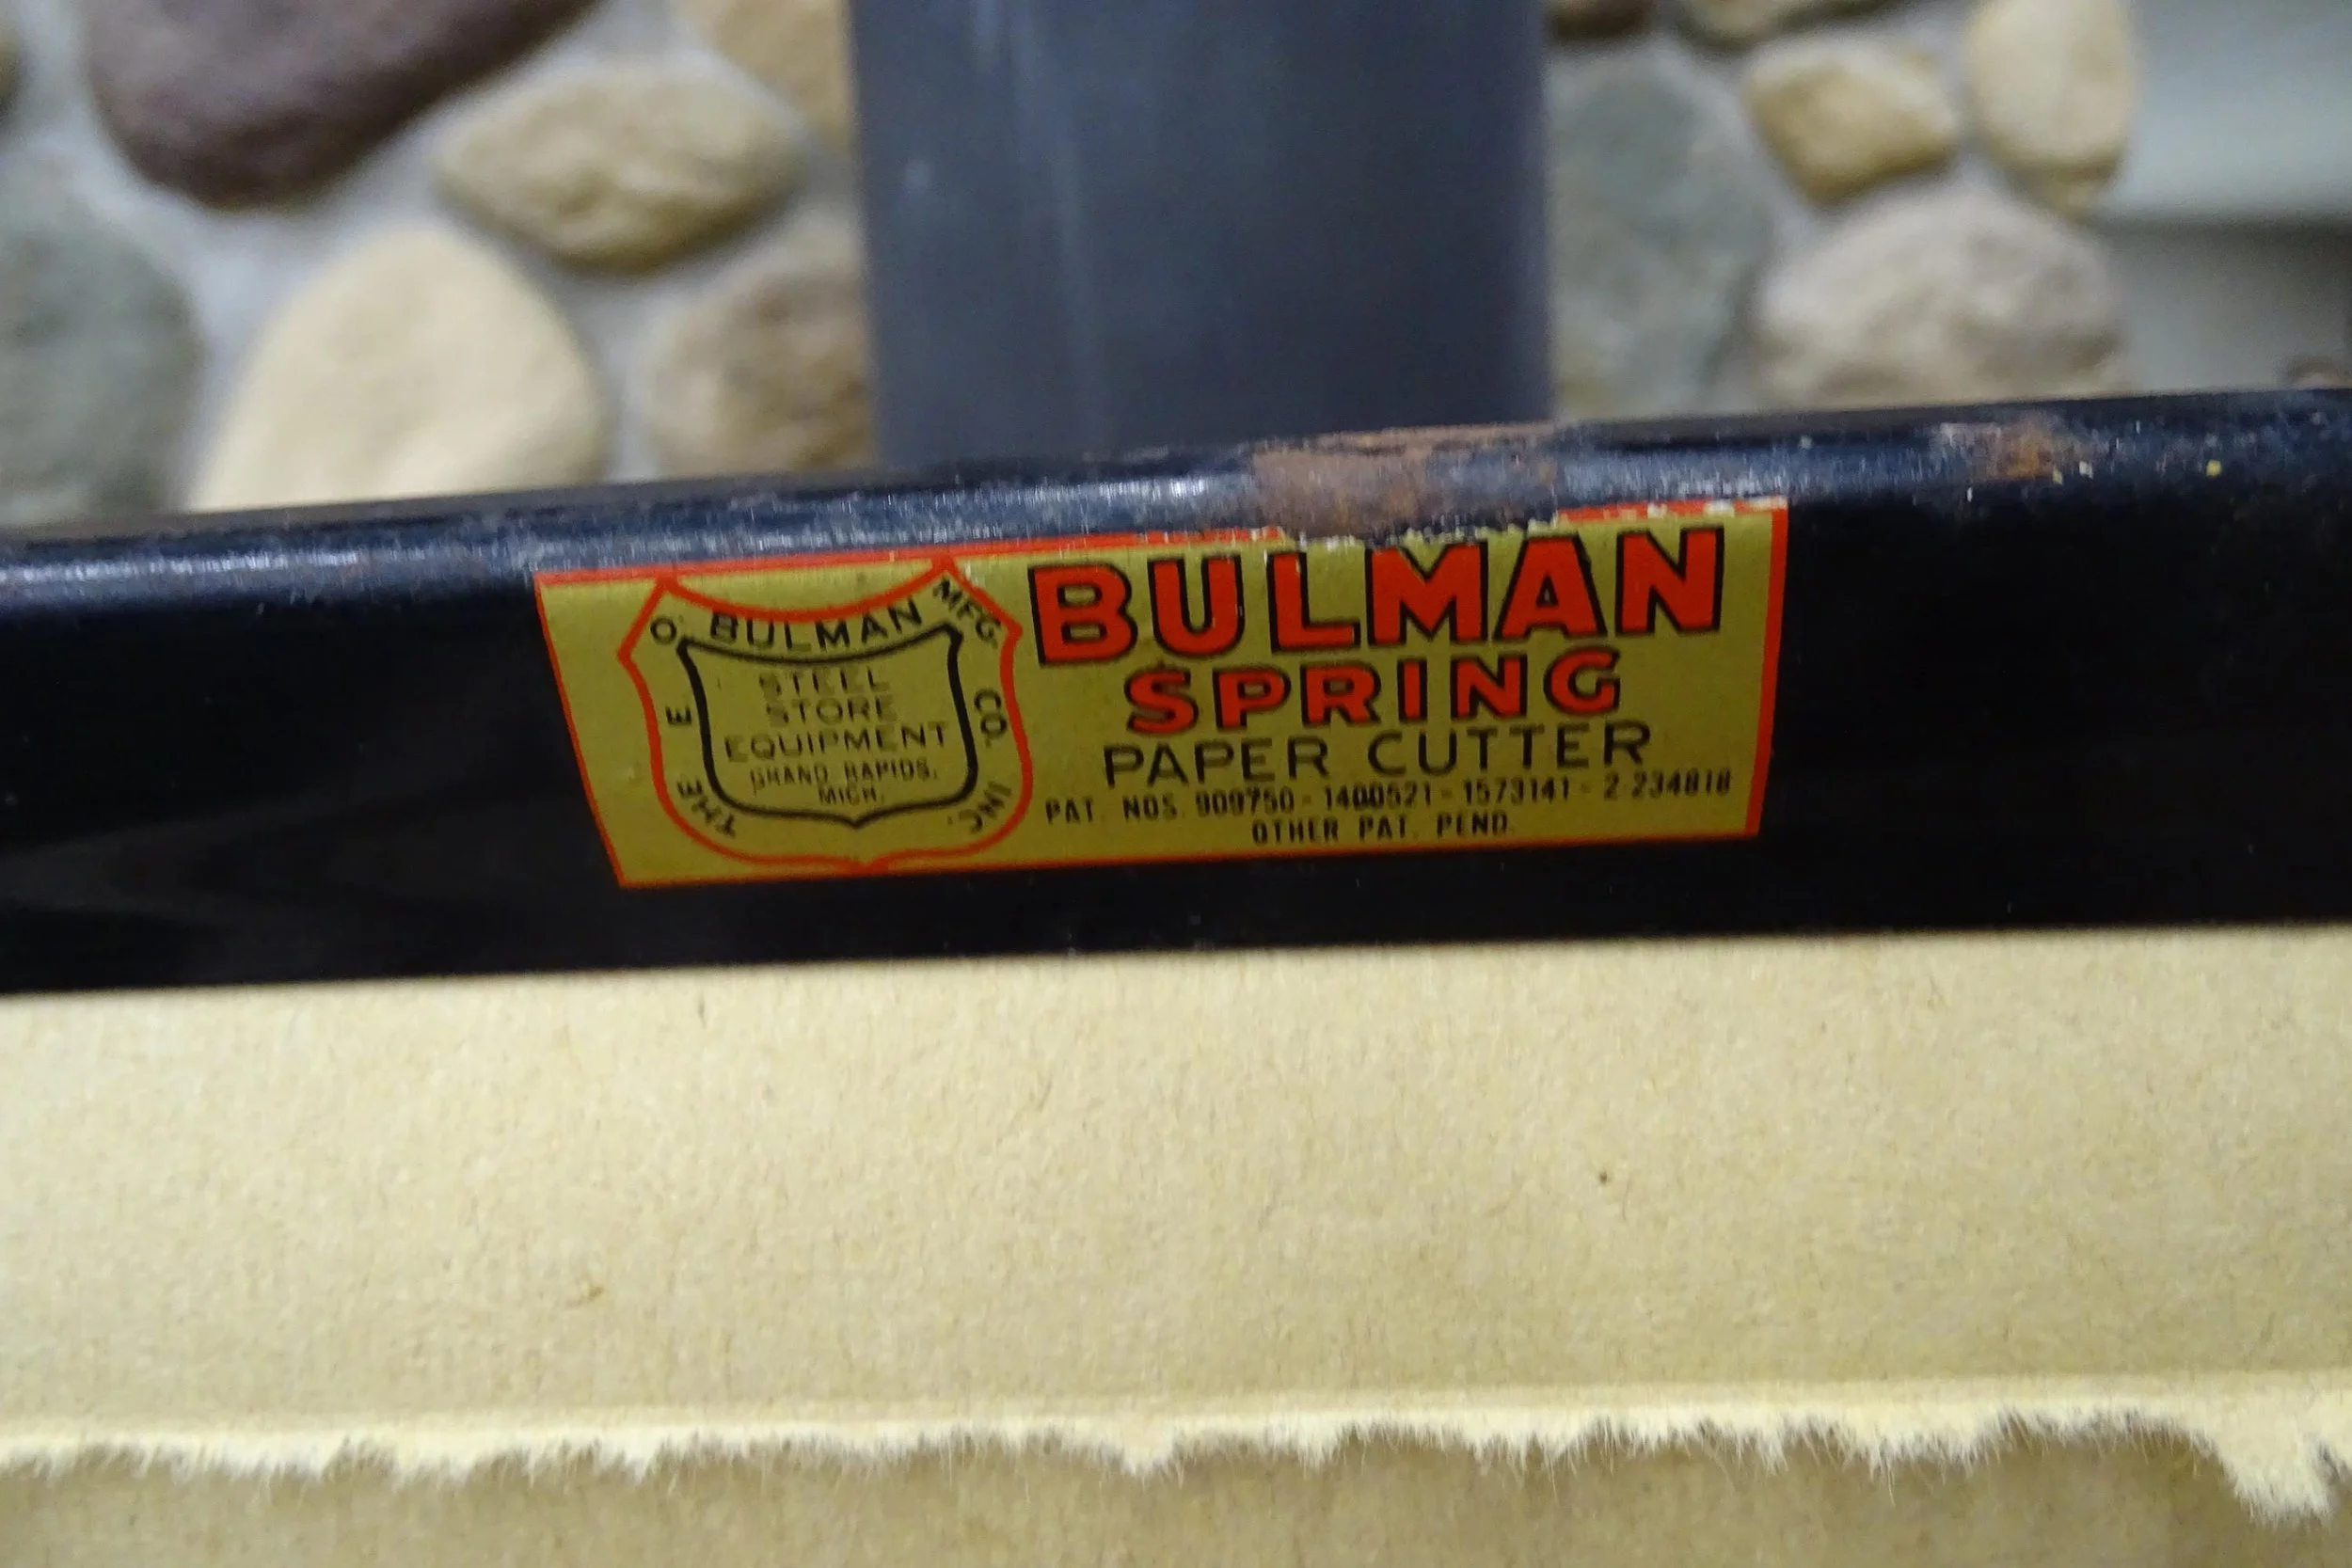 THE E. O. BULMAN MFG. CO. INC.
STEEL
STORE
EQUIPMENT
GRAND RAPIDS,
MICH.
BULMAN
SPRING
PAPER CUTTER
PAT. NOS. 909750 - 1400521 - 1573141 - 2 234818
OTHER PAT. PEND.